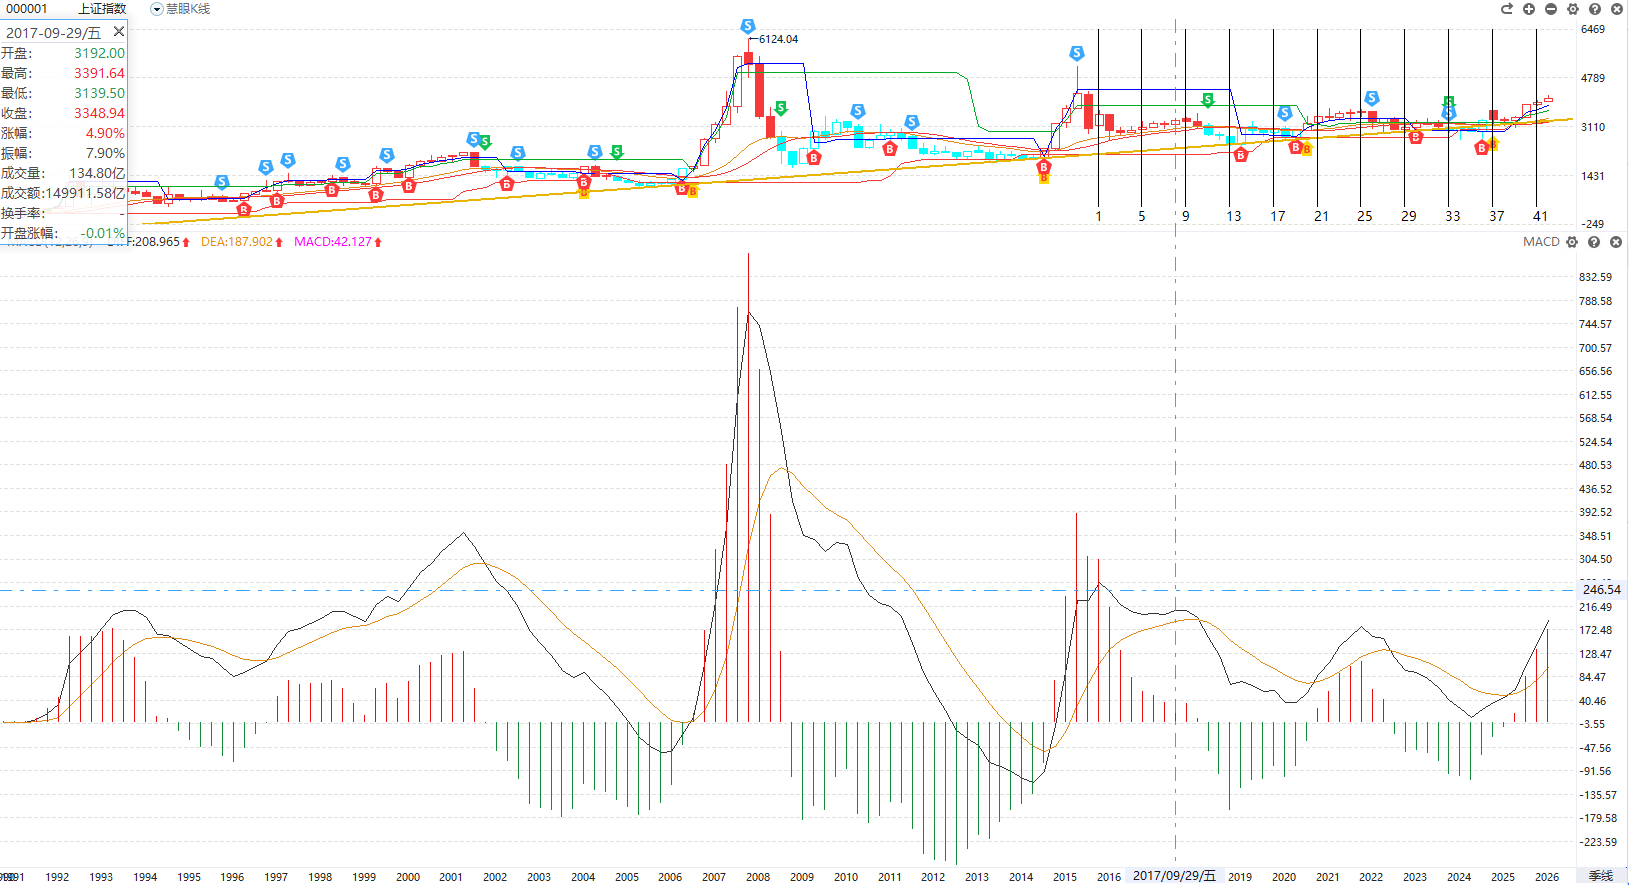 000001 上证指数 慧眼K线
2017-09-29/五
开盘: 3192.00
最高: 3391.64
最低: 3139.50
收盘: 3348.94
涨幅: 4.90%
振幅: 7.90%
成交量: 134.80亿
成交额:149911.58亿
换手率: -
开盘涨幅: -0.01%
6124.04
6469
4789
3110
1431
-249
S S S S S S S S S S S S S S S S S S S S
B B B B B B B B B B B B B B B B B B B
1 5 9 13 17 21 25 29 33 37 41
DIFF:208.965 DEA:187.902 MACD:42.127
MACD
832.59
788.58
744.57
700.57
656.56
612.55
568.54
524.54
480.53
436.52
392.52
348.51
304.50
246.54
216.49
172.48
128.47
84.47
40.46
-3.55
-47.56
-91.56
-135.57
-179.58
-223.59
1991 1992 1993 1994 1995 1996 1997 1998 1999 2000 2001 2002 2003 2004 2005 2006 2007 2008 2009 2010 2011 2012 2013 2014 2015 2016 2017/09/29/五 2019 2020 2021 2022 2023 2024 2025 2026 季线